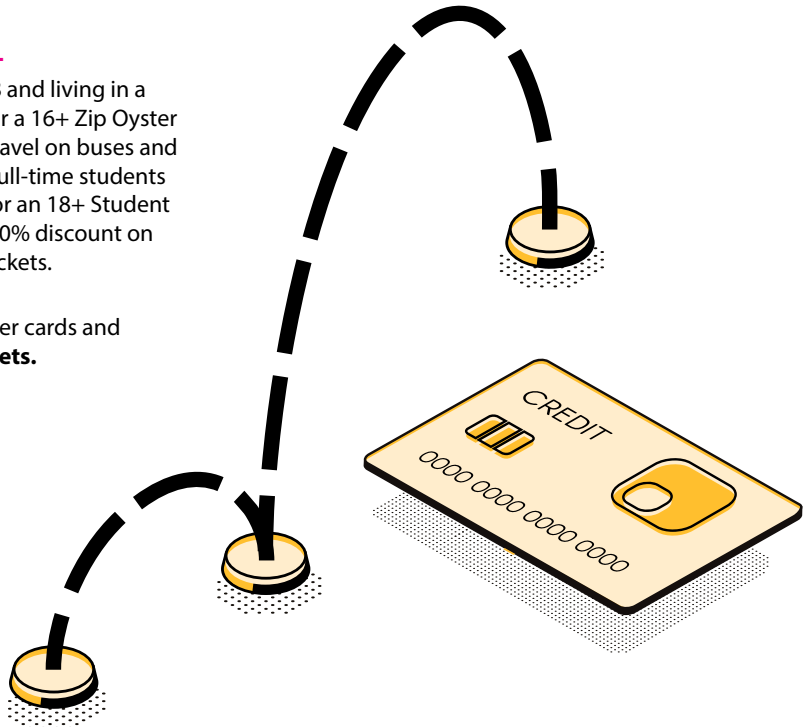 and living in a
r a 16+ Zip Oyster
avel on buses and
ull-time students
or an 18+ Student
0% discount on
ckets.
er cards and
ets.
CREDIT
0000 0000 0000 0000